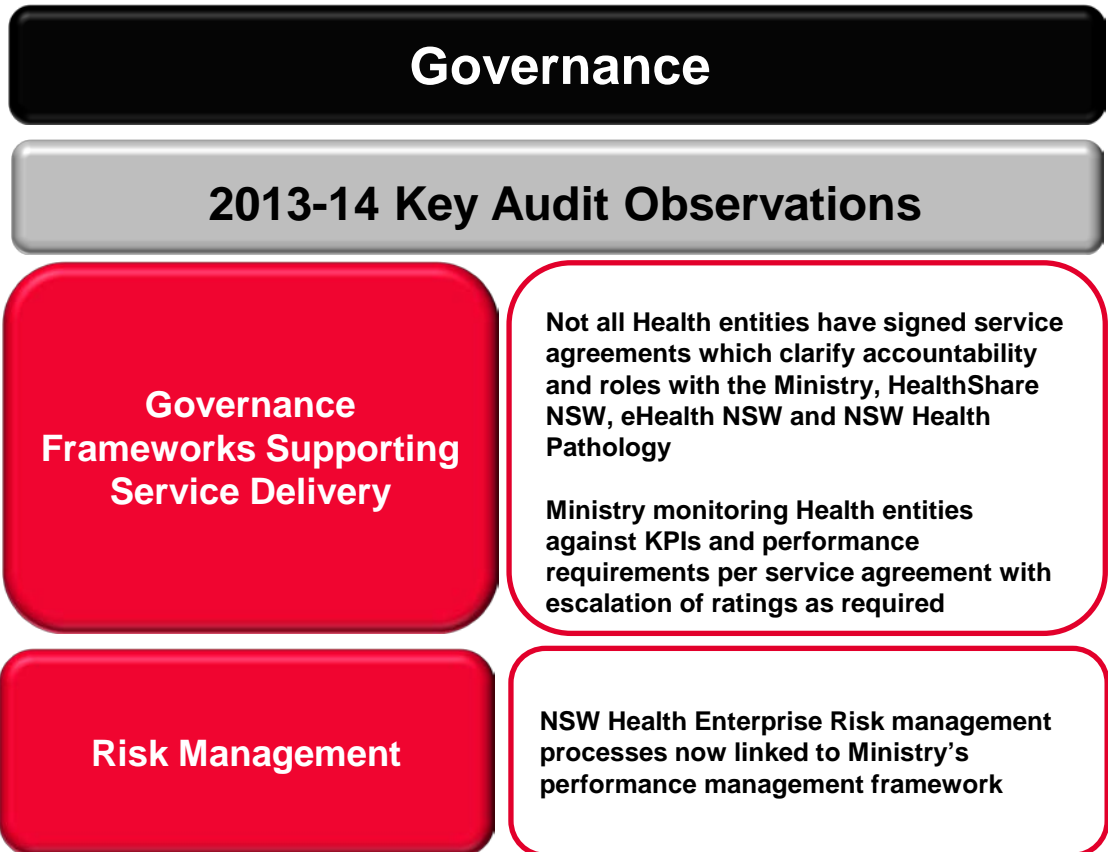 Governance
2013-14 Key Audit Observations
Governance
Frameworks Supporting
Service Delivery
Not all Health entities have signed service
agreements which clarify accountability
and roles with the Ministry, HealthShare
NSW, eHealth NSW and NSW Health
Pathology
Ministry monitoring Health entities
against KPIs and performance
requirements per service agreement with
escalation of ratings as required
Risk Management
NSW Health Enterprise Risk management
processes now linked to Ministry’s
performance management framework